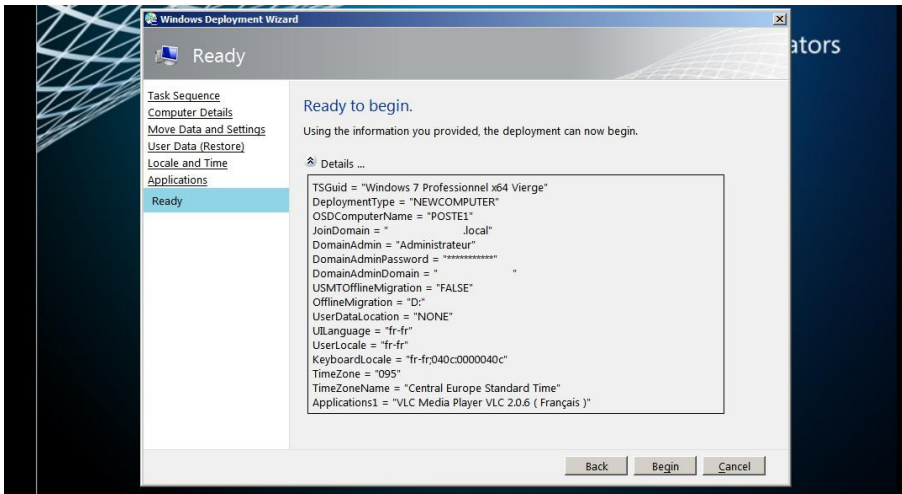 Windows Deployment Wizard
ators
Ready
Task Sequence
Computer Details
Move Data and Settings
User Data (Restore)
Locale and Time
Applications
Ready
Ready to begin.
Using the information you provided, the deployment can now begin.
Details ...
TSGuid = "Windows 7 Professionnel x64 Vierge"
DeploymentType = "NEWCOMPUTER"
OSDComputerName = "POSTE1"
JoinDomain = " .local"
DomainAdmin = "Administrateur"
DomainAdminPassword = "***********"
DomainAdminDomain = " "
USMTOfflineMigration = "FALSE"
OfflineMigration = "D:"
UserDataLocation = "NONE"
UILanguage = "fr-fr"
UserLocale = "fr-fr"
KeyboardLocale = "fr-fr;040c:0000040c"
TimeZone = "095"
TimeZoneName = "Central Europe Standard Time"
Applications1 = "VLC Media Player VLC 2.0.6 ( Français )"
Back Begin Cancel